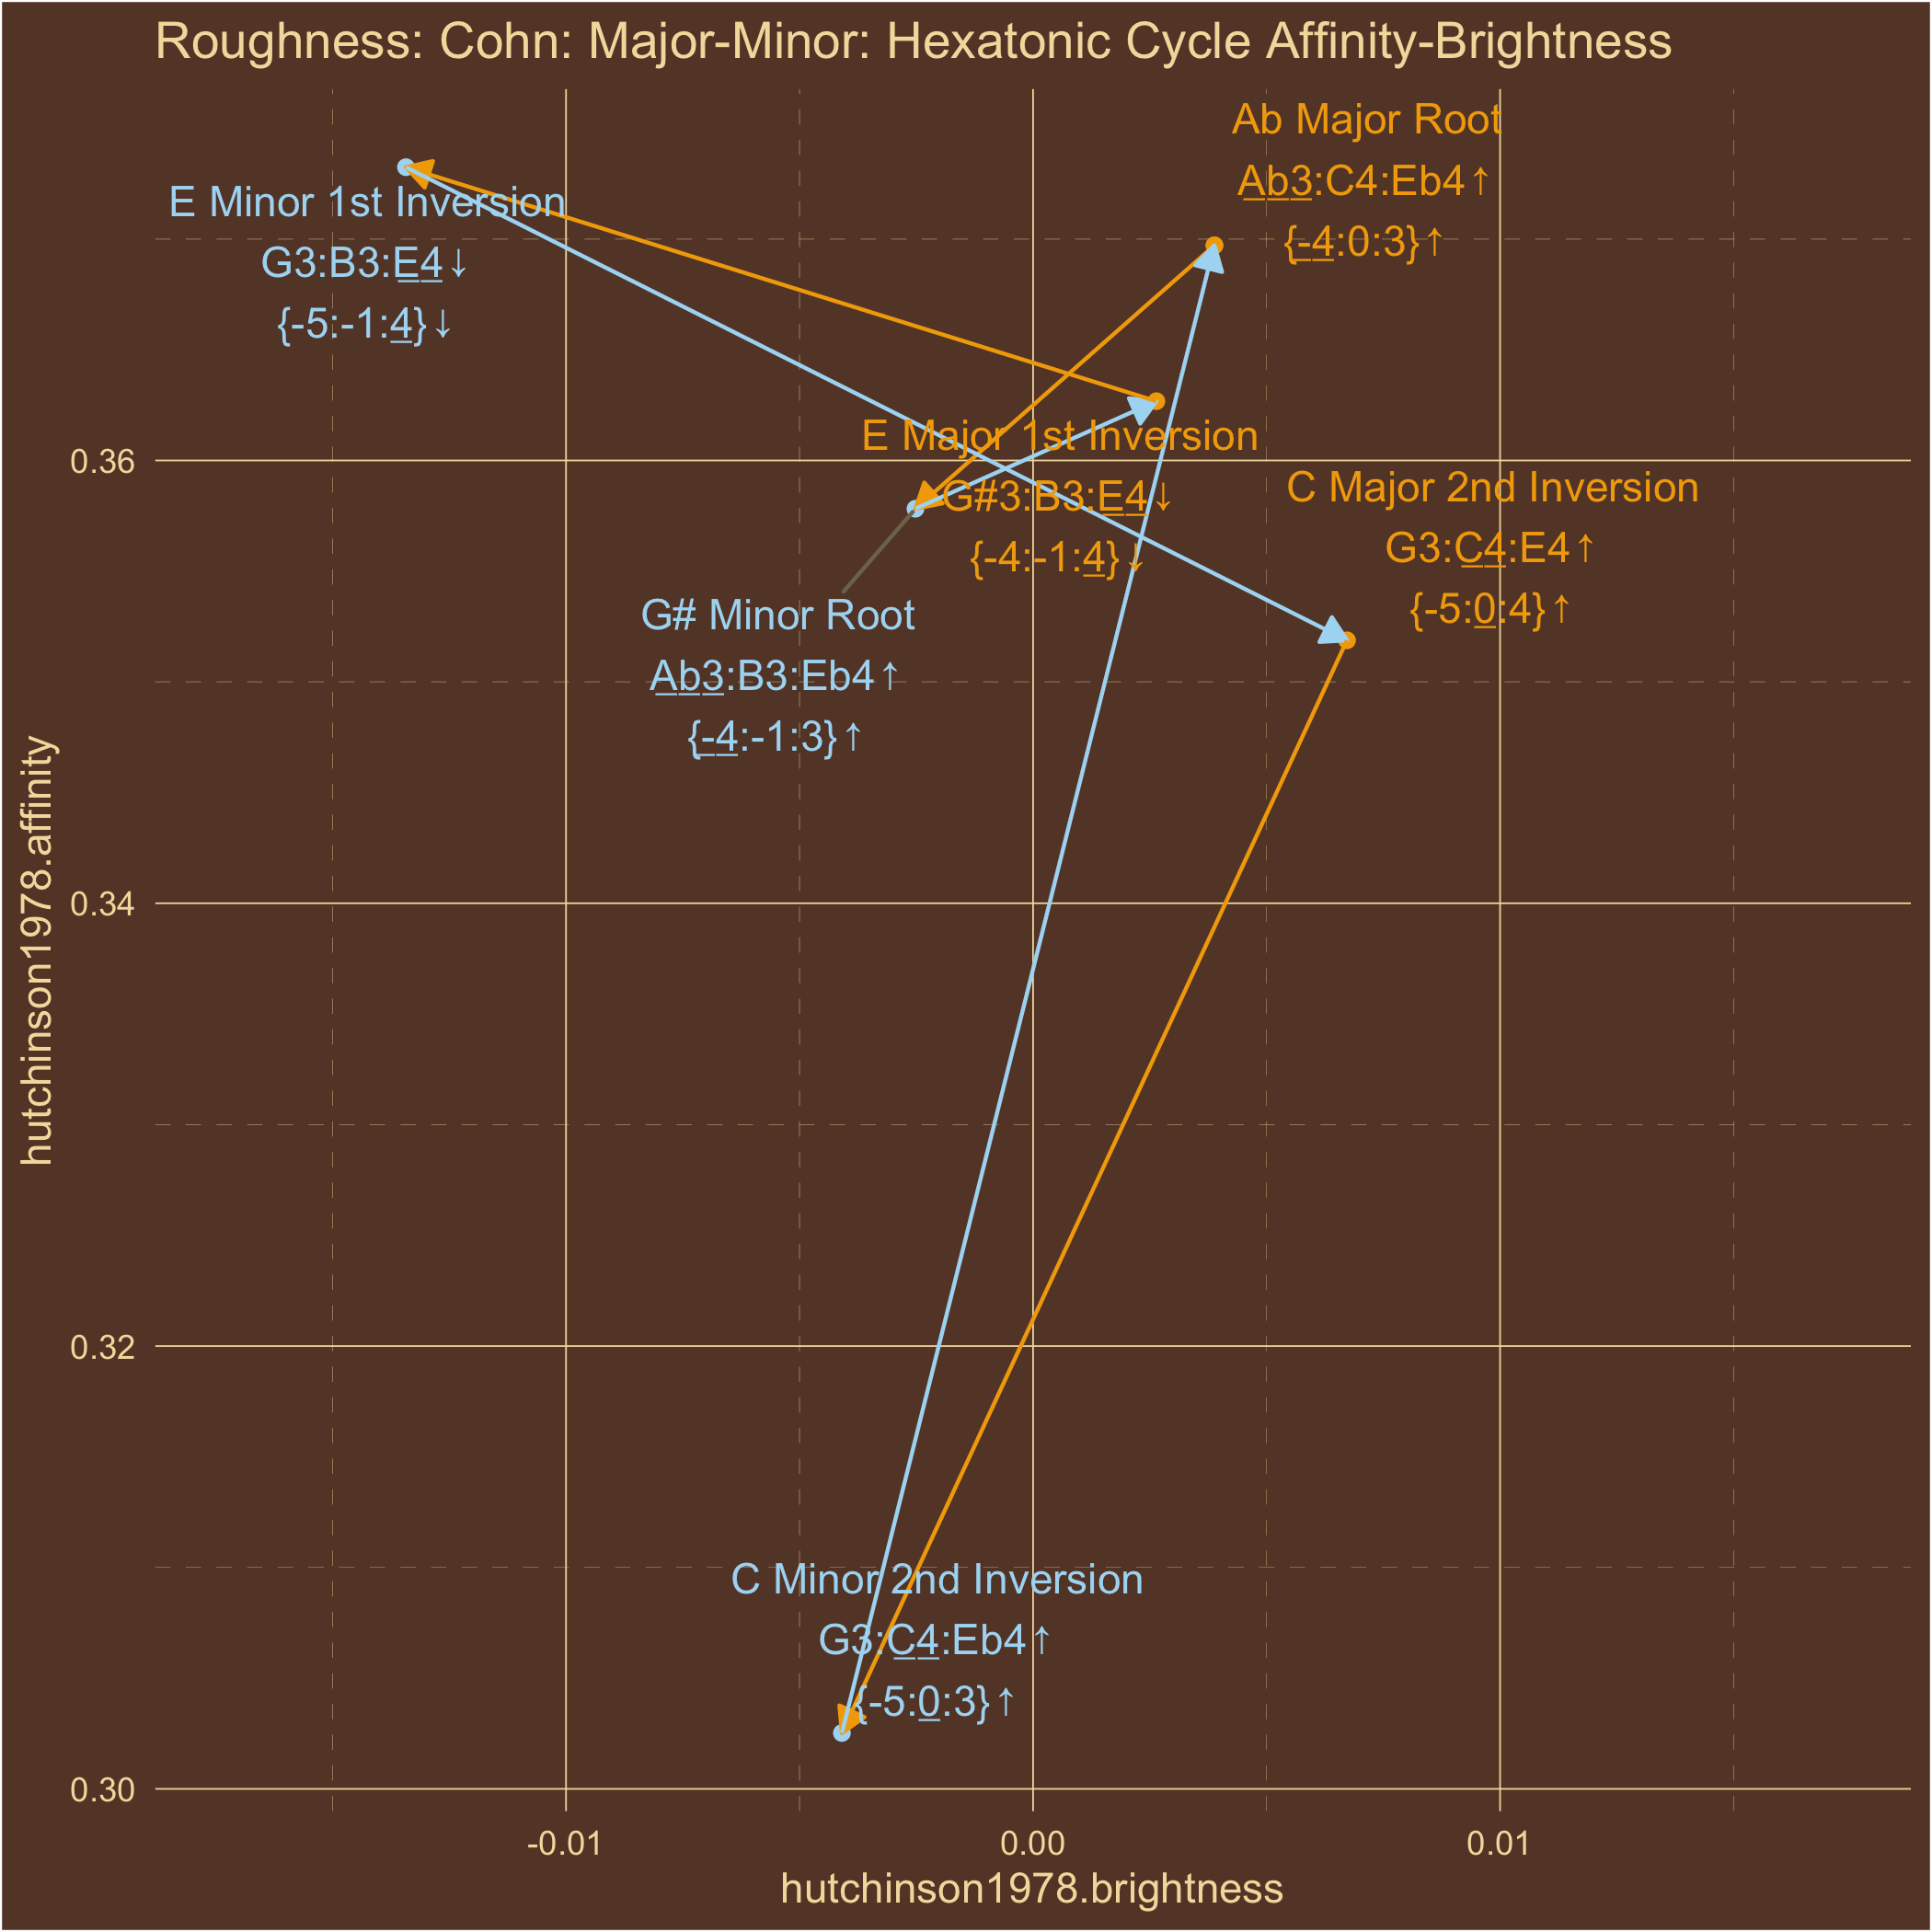 Roughness: Cohn: Major-Minor: Hexatonic Cycle Affinity-Brightness
Ab Major Root
Ab3:C4:Eb4↑
{-4:0:3}↑
E Minor 1st Inversion
G3:B3:E4↓
{-5:-1:4}↓
E Major 1st Inversion
G#3:B3:E4↓
{-4:-1:4}↓
C Major 2nd Inversion
G3:C4:E4↑
{-5:0:4}↑
G# Minor Root
Ab3:B3:Eb4↑
{-4:-1:3}↑
C Minor 2nd Inversion
G3:C4:Eb4↑
{-5:0:3}↑
hutchinson1978.affinity
0.36
0.34
0.32
0.30
-0.01
0.00
0.01
hutchinson1978.brightness